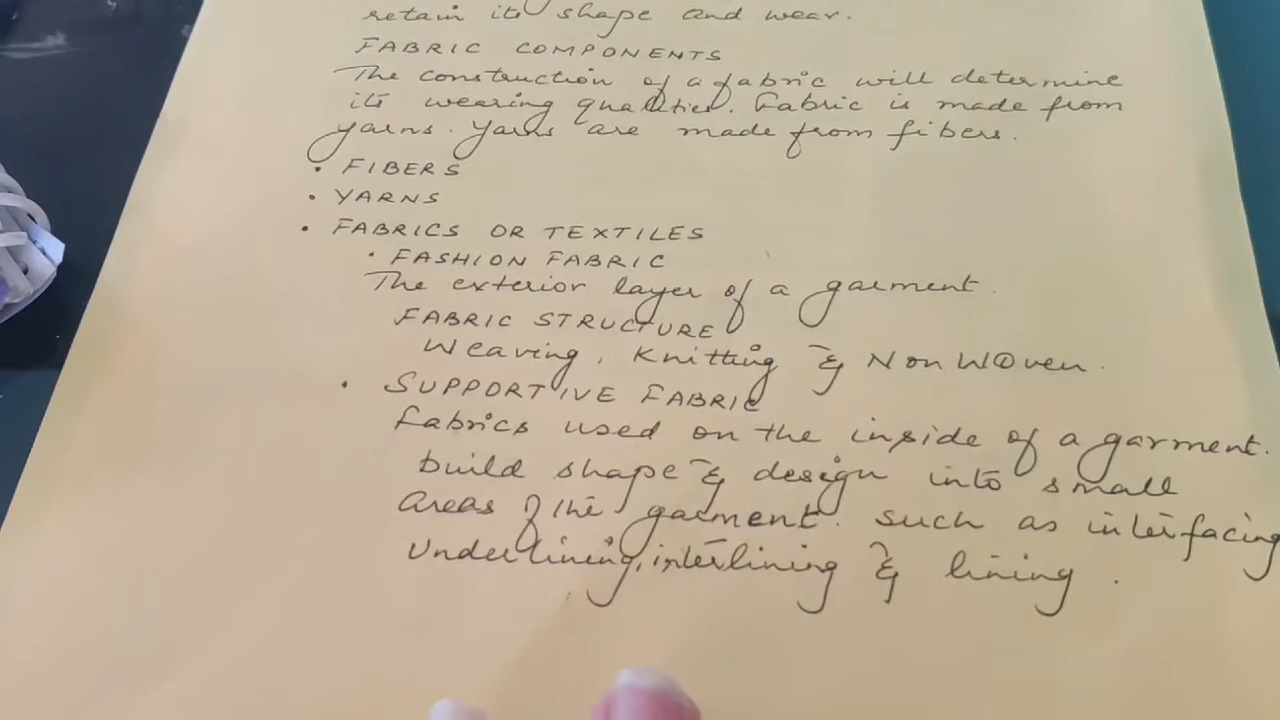 retain its shape and wear.
FABRIC COMPONENTS
The construction of a fabric will determine
its wearing qualities. Fabric is made from
yarns. Yarns are made from fibers.
• FIBERS
• YARNS
• FABRICS OR TEXTILES
• FASHION FABRIC
The exterior layer of a garment.
FABRIC STRUCTURE
Weaving, Knitting & Non Woven.
• SUPPORTIVE FABRIC
Fabrics used on the inside of a garment.
build shape & design into small
areas of the garment. such as interfacing
Underlining, interlining & lining.